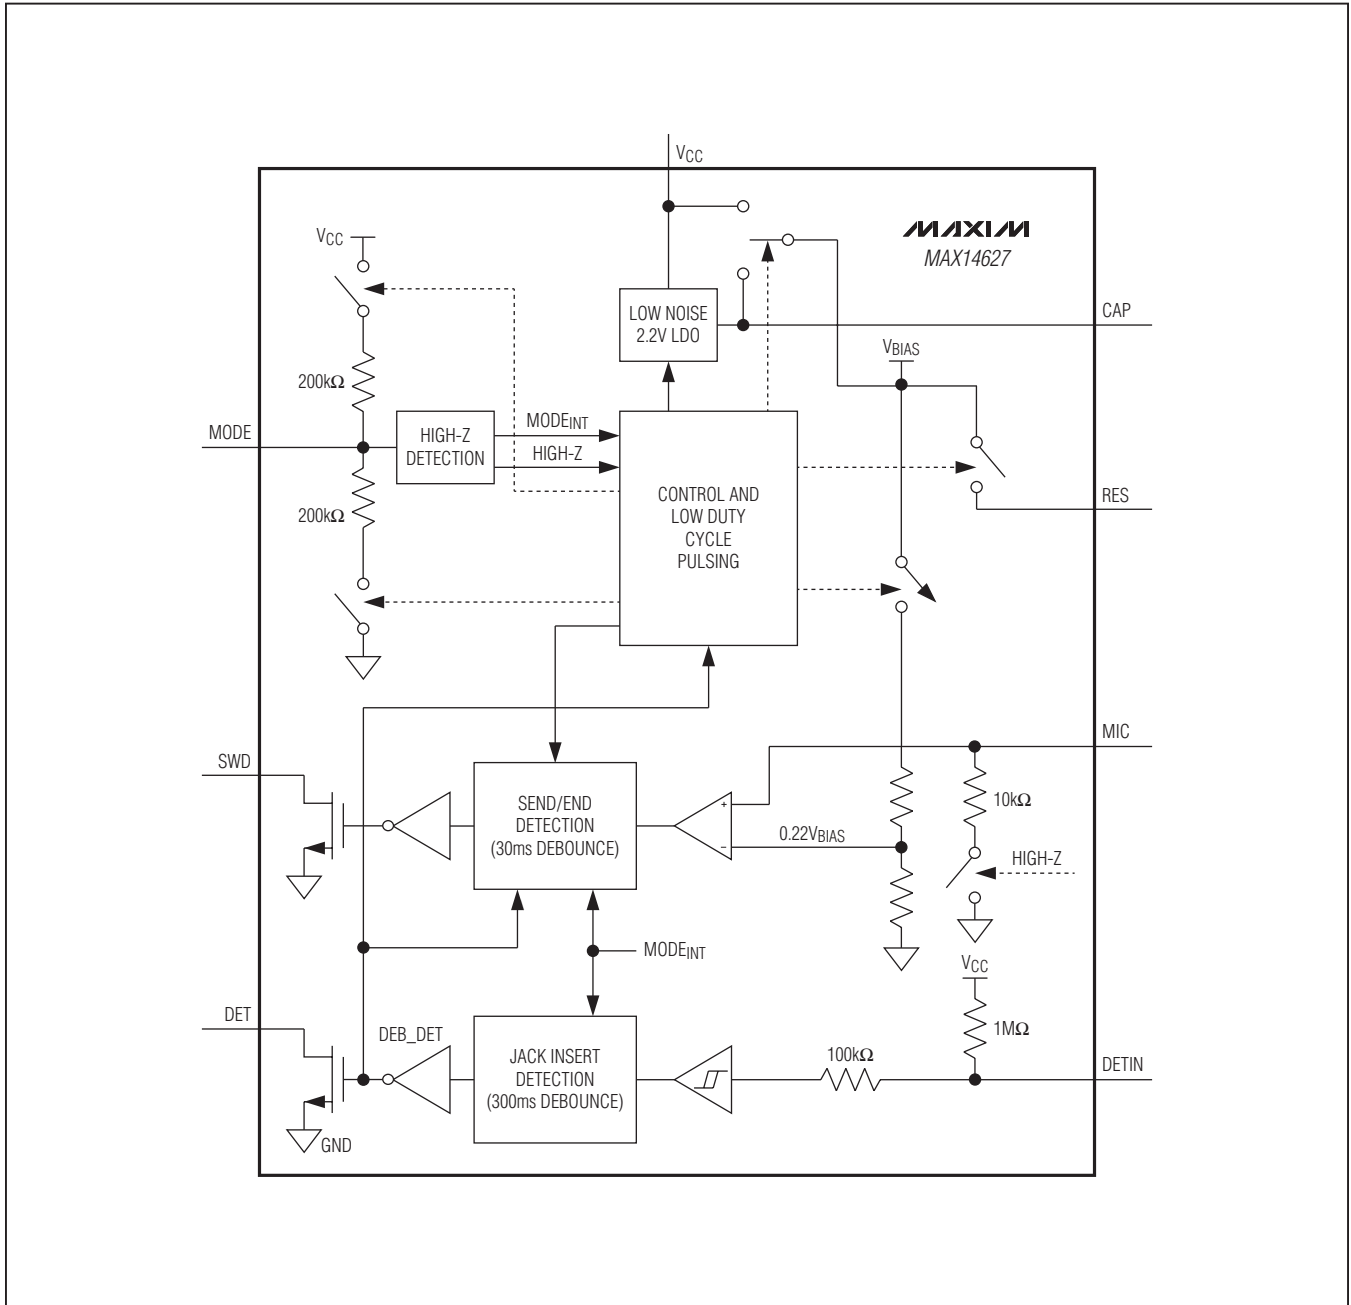 VCC
MAXIM
MAX14627
VCC
LOW NOISE
2.2V LDO
CAP
VBIAS
200kΩ
MODE
HIGH-Z
DETECTION
MODEINT
HIGH-Z
200kΩ
CONTROL AND
LOW DUTY
CYCLE
PULSING
RES
MIC
SWD
SEND/END
DETECTION
(30ms DEBOUNCE)
+
−
0.22VBIAS
10kΩ
HIGH-Z
MODEINT
VCC
1MΩ
DET
DEB_DET
JACK INSERT
DETECTION
(300ms DEBOUNCE)
100kΩ
DETIN
GND